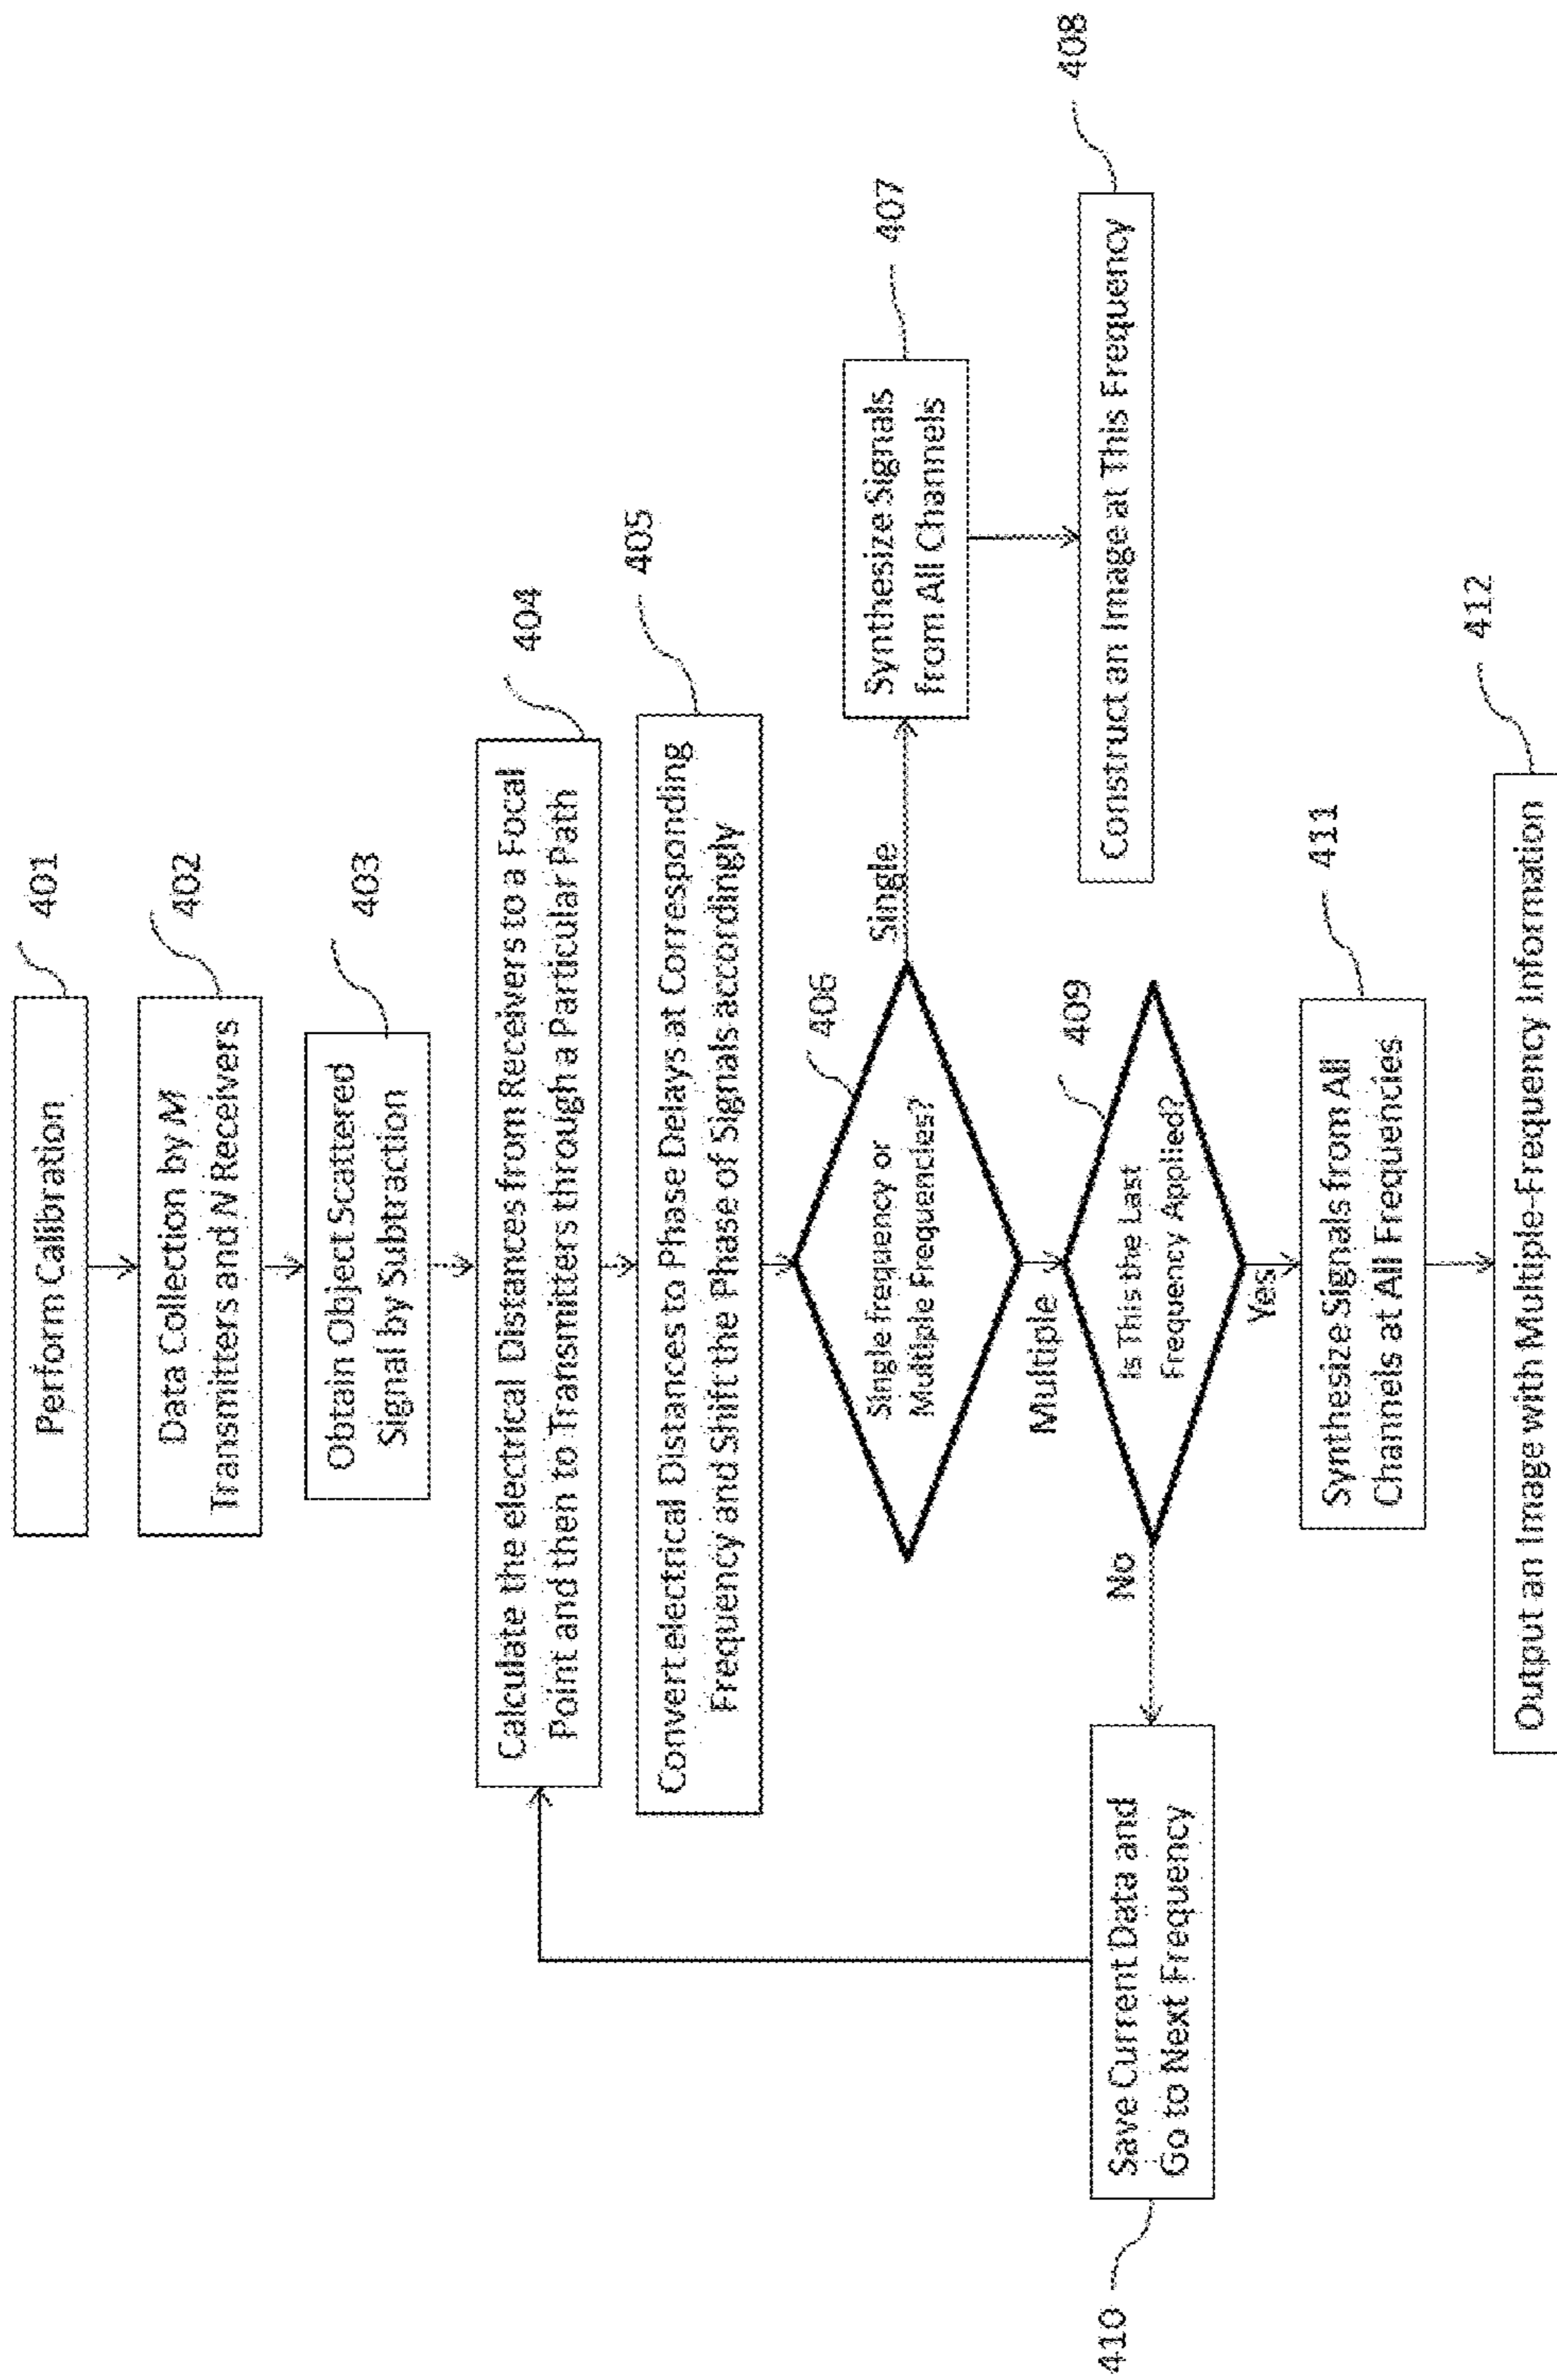 Perform Calibration
401
Data Collection by M
Transmitters and N Receivers
402
Obtain Object Scattered
Signal by Subtraction
403
Calculate the electrical Distances from Receivers to a Focal
Point and then to Transmitters through a Particular Path
404
Convert electrical Distances to Phase Delays at Corresponding
Frequency and Shift the Phase of Signals accordingly
405
Single frequency or
Multiple Frequencies?
406
Single
Synthesize Signals
from All Channels
407
Construct an Image at This Frequency
408
Multiple
Is This the Last
Frequency Applied?
409
No
Save Current Data and
Go to Next Frequency
410
Yes
Synthesize Signals from All
Channels at All Frequencies
411
Output an Image with Multiple-Frequency Information
412